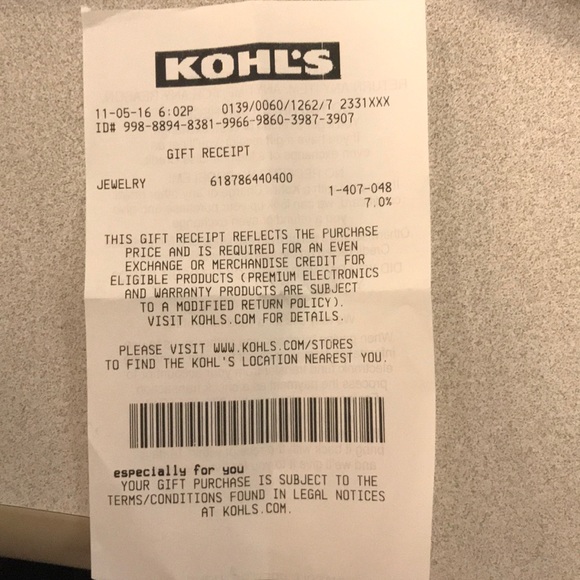 KOHL'S
11-05-16 6:02P 0139/0060/1262/7 2331XXX
ID# 998-8894-8381-9966-9860-3987-3907
GIFT RECEIPT
JEWELRY 618786440400
1-407-048
7.0%
THIS GIFT RECEIPT REFLECTS THE PURCHASE
PRICE AND IS REQUIRED FOR AN EVEN
EXCHANGE OR MERCHANDISE CREDIT FOR
ELIGIBLE PRODUCTS (PREMIUM ELECTRONICS
AND WARRANTY PRODUCTS ARE SUBJECT
TO A MODIFIED RETURN POLICY).
VISIT KOHLS.COM FOR DETAILS.
PLEASE VISIT WWW.KOHLS.COM/STORES
TO FIND THE KOHL'S LOCATION NEAREST YOU.
especially for you
YOUR GIFT PURCHASE IS SUBJECT TO THE
TERMS/CONDITIONS FOUND IN LEGAL NOTICES
AT KOHLS.COM.